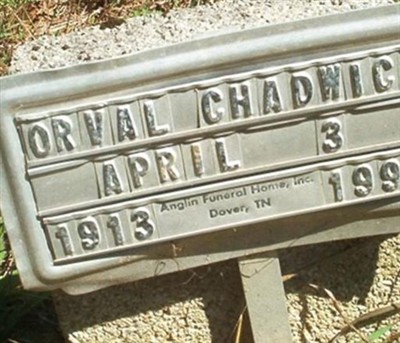 ORVAL CHADWIC
APRIL 3
1913 199
Anglin Funeral Home, Inc.
Dover, TN